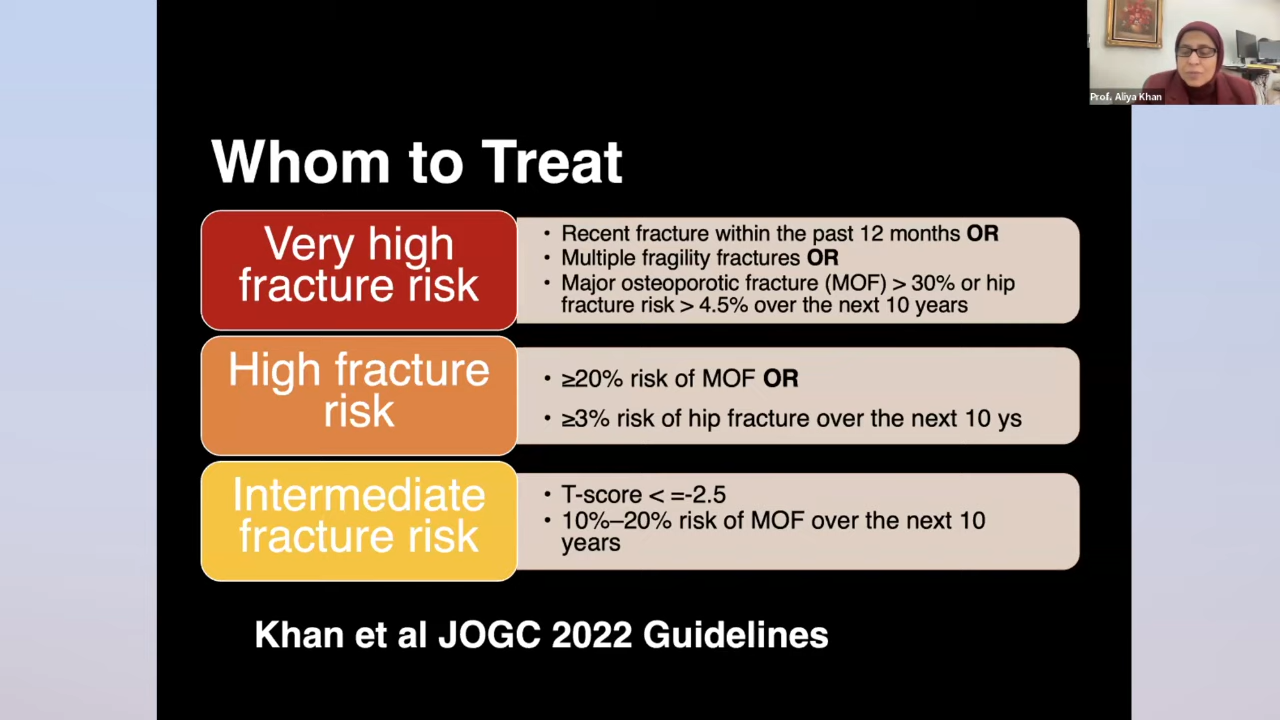 Prof. Aliya Khan
Whom to Treat
Very high
fracture risk
• Recent fracture within the past 12 months OR
• Multiple fragility fractures OR
• Major osteoporotic fracture (MOF) > 30% or hip
fracture risk > 4.5% over the next 10 years
High fracture
risk
• ≥20% risk of MOF OR
• ≥3% risk of hip fracture over the next 10 ys
Intermediate
fracture risk
• T-score < =-2.5
• 10%–20% risk of MOF over the next 10
years
Khan et al JOGC 2022 Guidelines